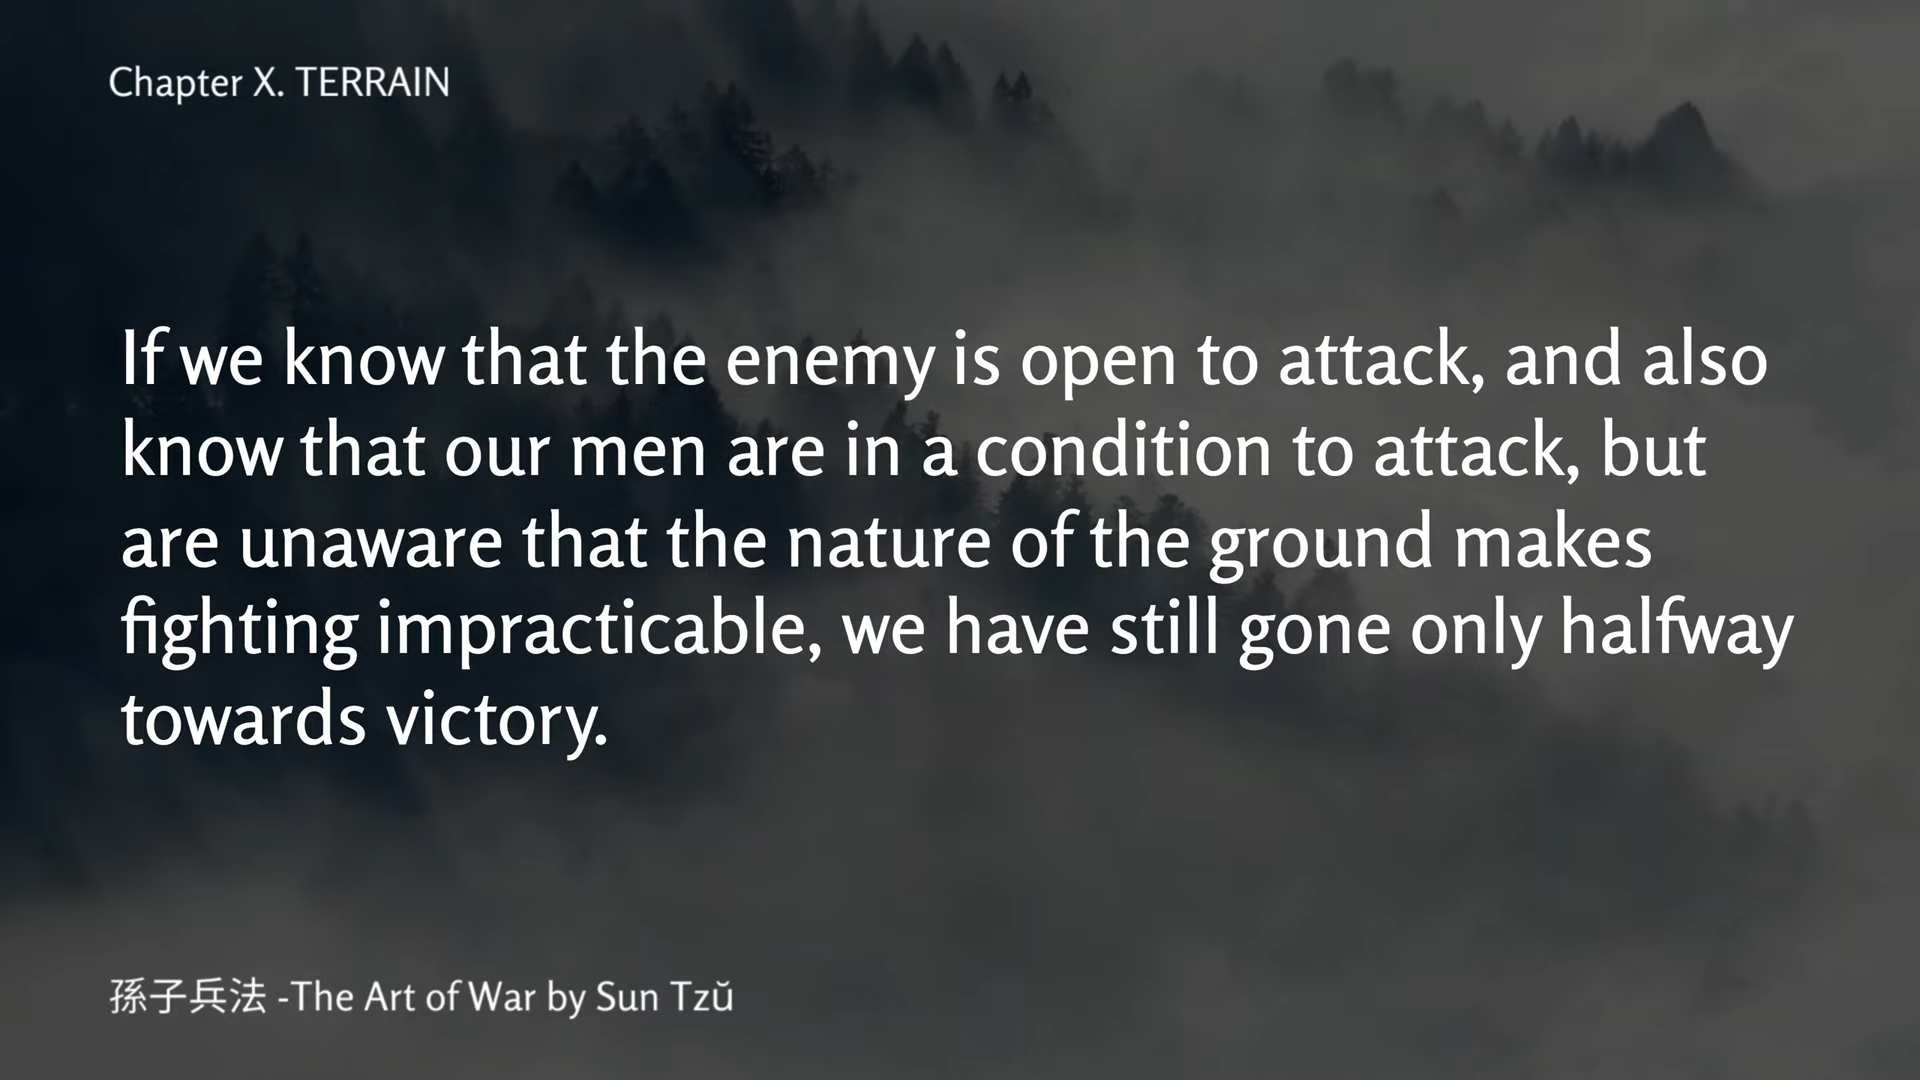 Chapter X. TERRAIN
If we know that the enemy is open to attack, and also
know that our men are in a condition to attack, but
are unaware that the nature of the ground makes
fighting impracticable, we have still gone only halfway
towards victory.
孫子兵法 -The Art of War by Sun Tzŭ